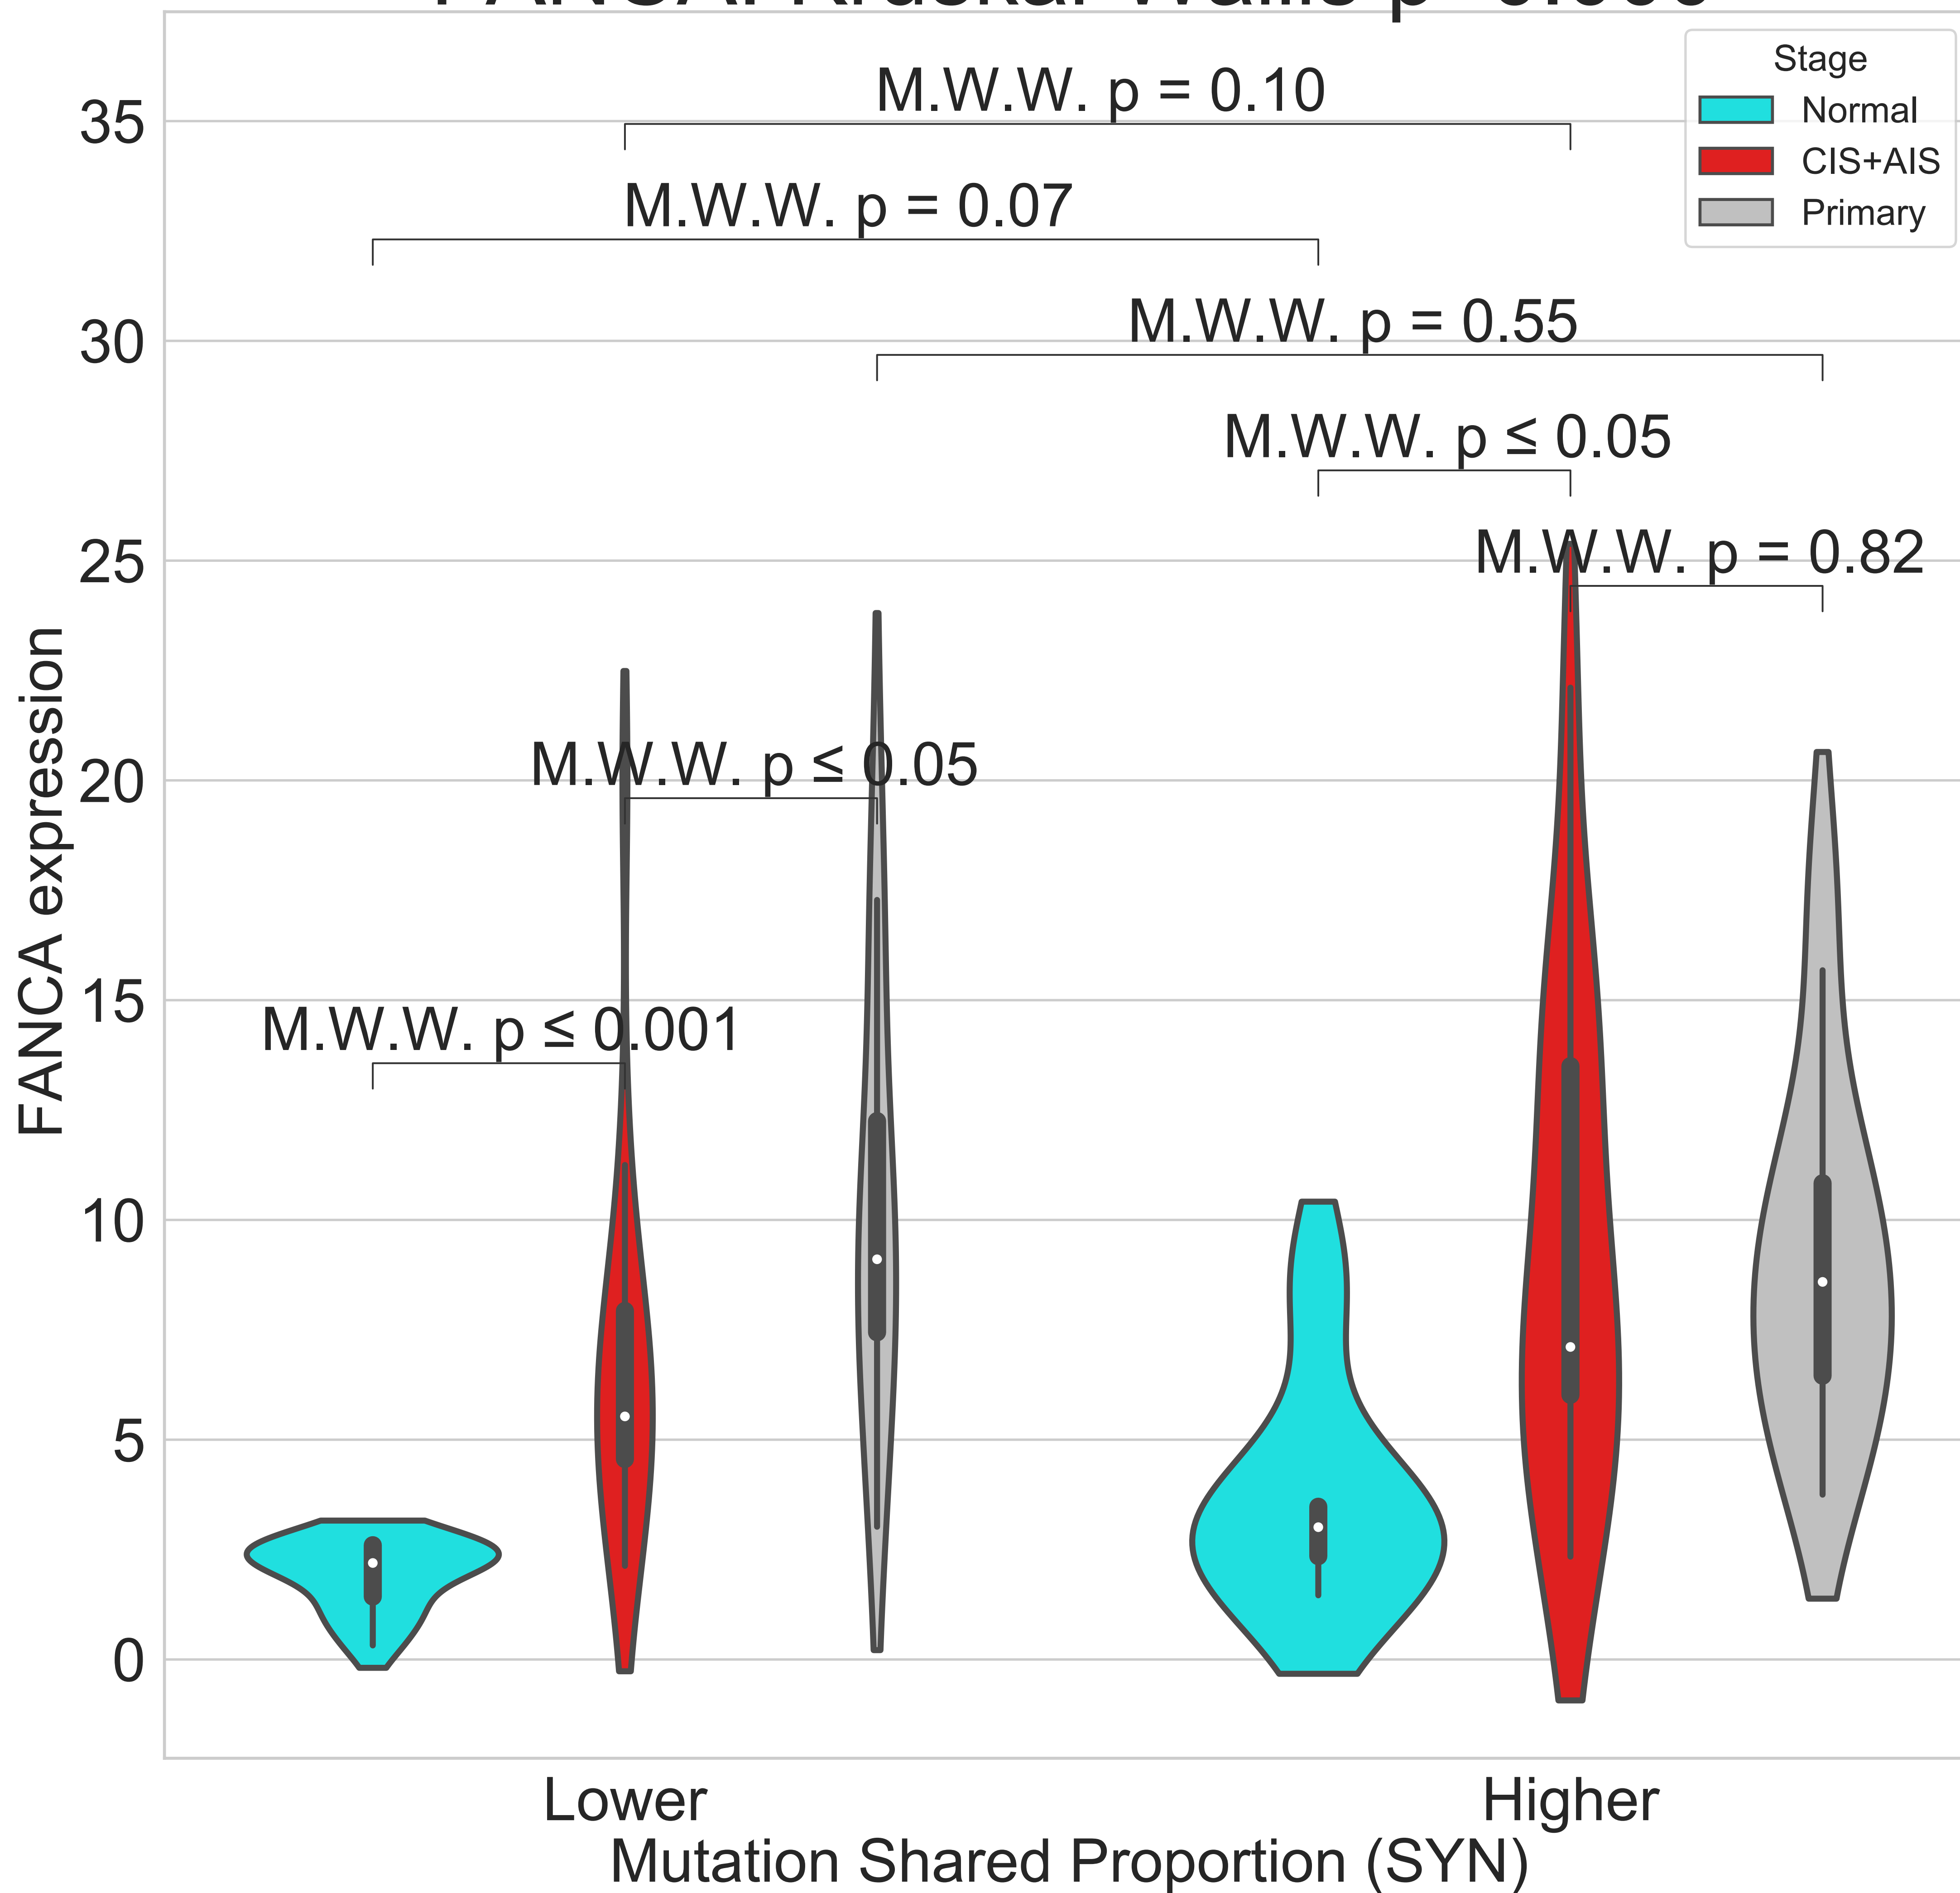 Stage
Normal
CIS+AIS
Primary
M.W.W. p = 0.10
M.W.W. p = 0.07
M.W.W. p = 0.55
M.W.W. p ≤ 0.05
M.W.W. p = 0.82
M.W.W. p ≤ 0.05
M.W.W. p ≤ 0.001
35
30
25
20
15
10
5
0
FANCA expression
Lower
Higher
Mutation Shared Proportion (SYN)